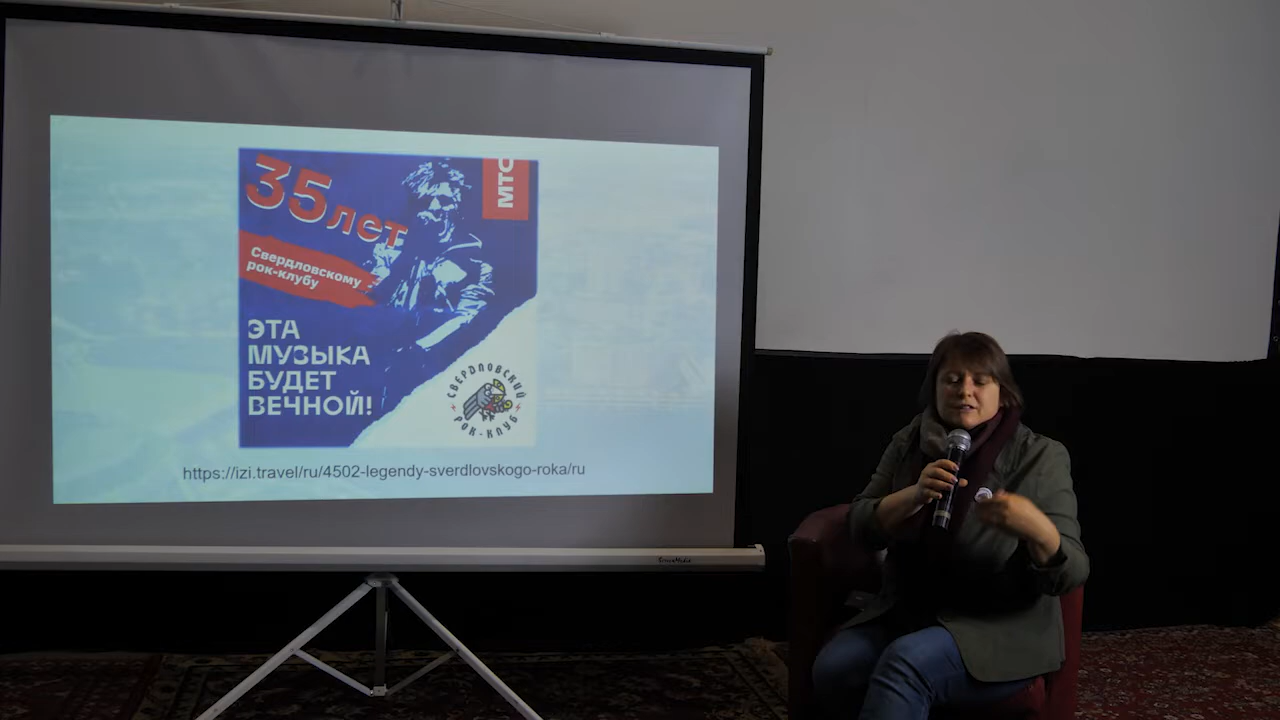 35 лет
МТС
Свердловскому
рок-клубу
ЭТА
МУЗЫКА
БУДЕТ
ВЕЧНОЙ!
СВЕРДЛОВСКИЙ
РОК-КЛУБ
https://izi.travel/ru/4502-legendy-sverdlovskogo-roka/ru
ScreenMedia